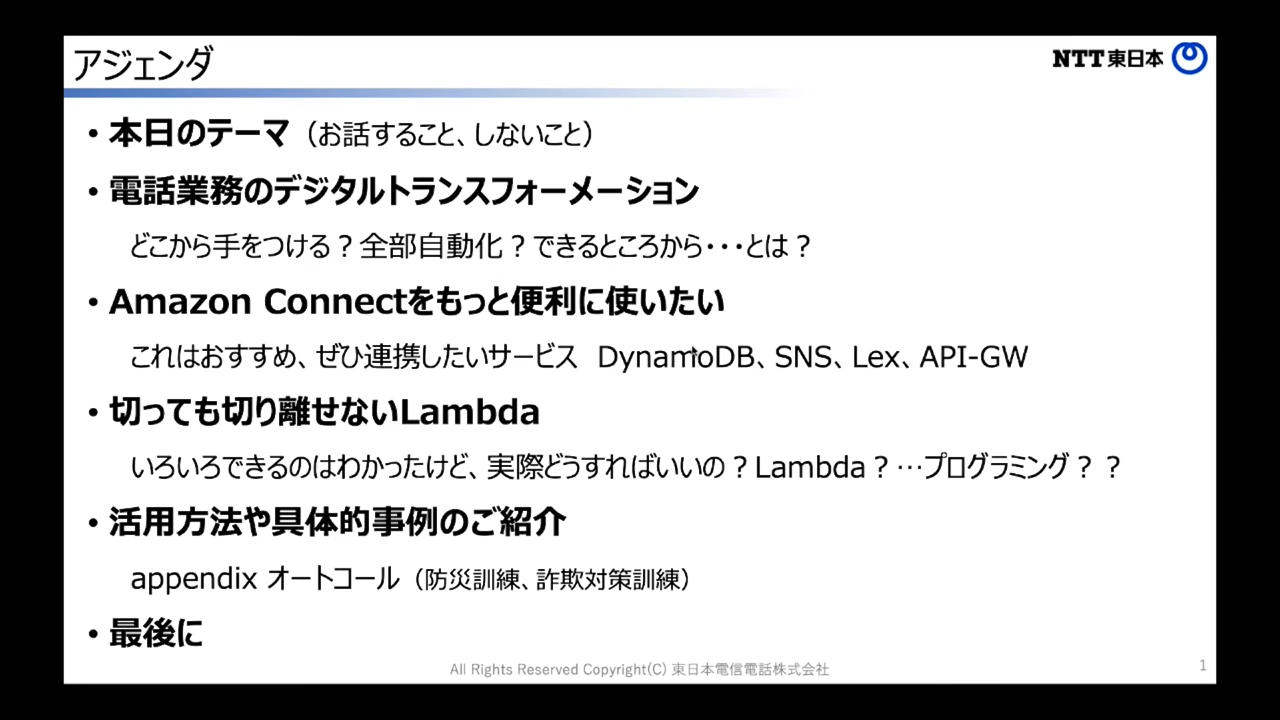 アジェンダ
NTT東日本
• 本日のテーマ（お話すること、しないこと）
• 電話業務のデジタルトランスフォーメーション
どこから手をつける？全部自動化？できるところから・・・とは？
• Amazon Connectをもっと便利に使いたい
これはおすすめ、ぜひ連携したいサービス DynamoDB、SNS、Lex、API-GW
• 切っても切り離せないLambda
いろいろできるのはわかったけど、実際どうすればいいの？Lambda？…プログラミング？？
• 活用方法や具体的事例のご紹介
appendix オートコール（防災訓練、詐欺対策訓練）
• 最後に
All Rights Reserved Copyright(C) 東日本電信電話株式会社
1